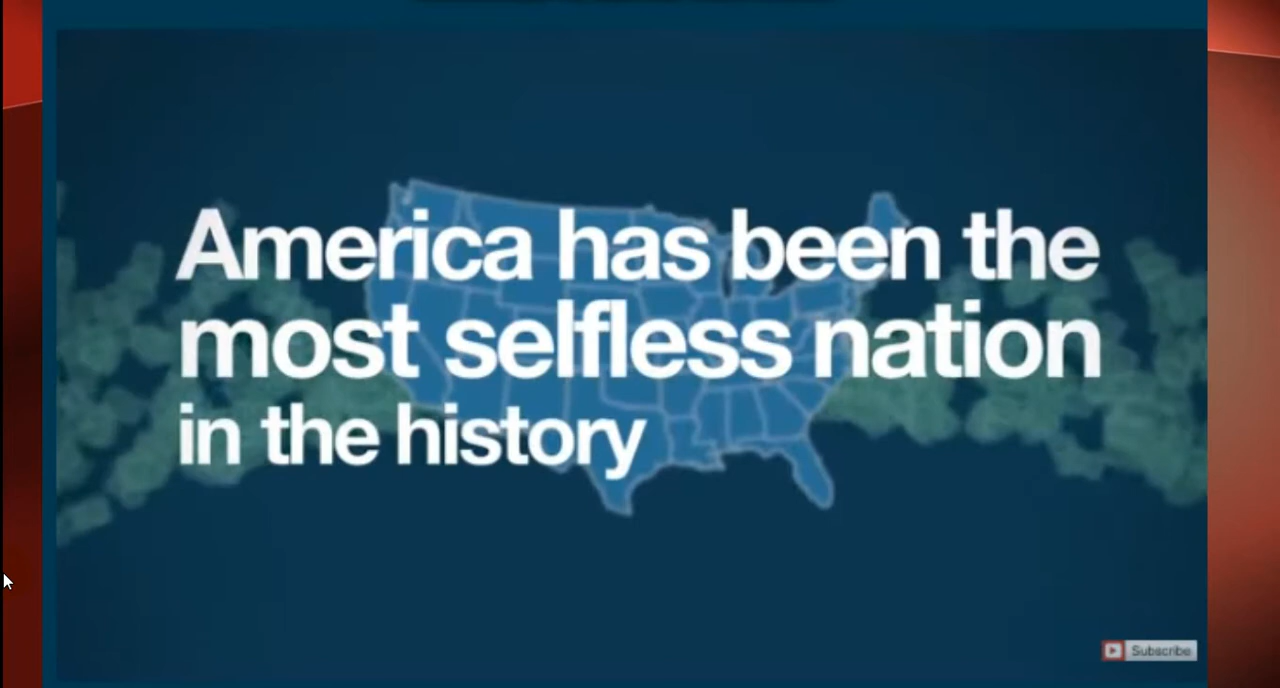 America has been the
most selfless nation
in the history
Subscribe